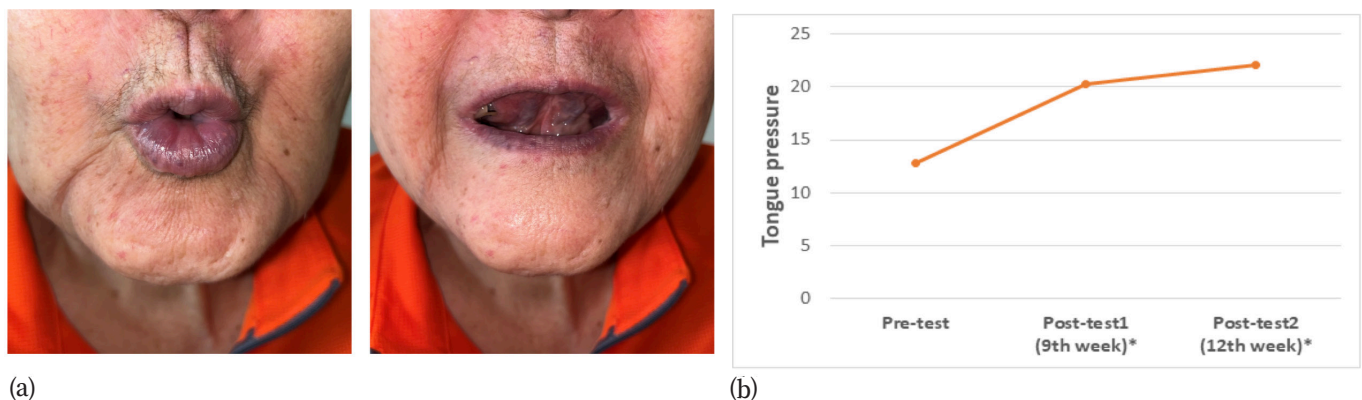 25
20
15
10
5
0
Tongue pressure
Pre-test
Post-test1
(9th week)*
Post-test2
(12th week)*
(a)
(b)